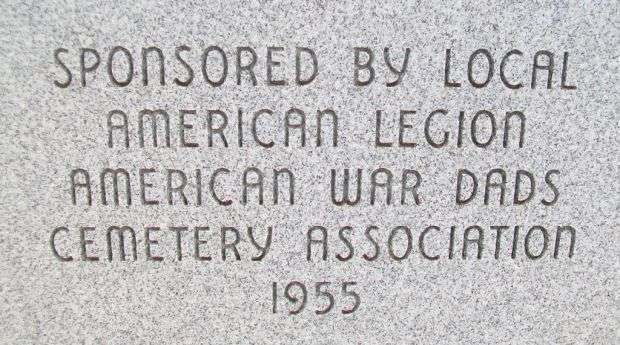 SPONSORED BY LOCAL
AMERICAN LEGION
AMERICAN WAR DADS
CEMETERY ASSOCIATION
1955